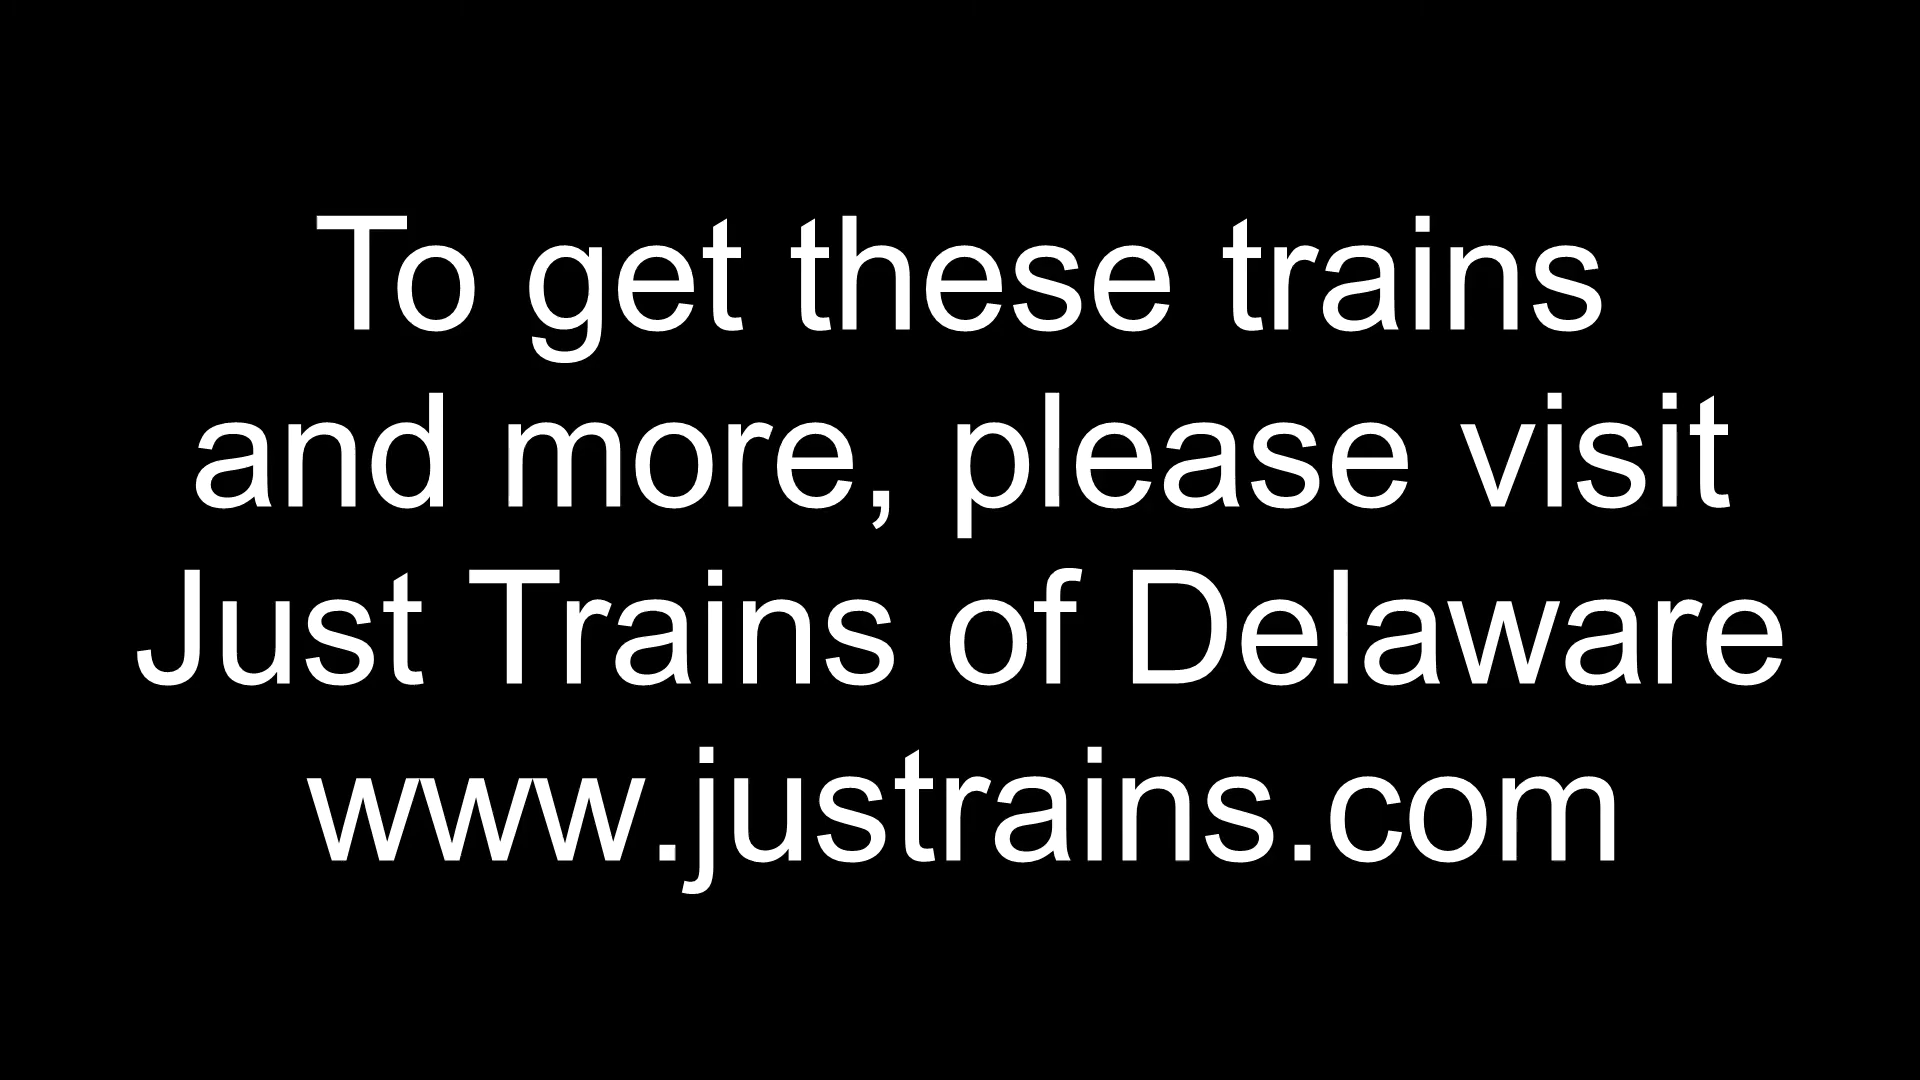 To get these trains
and more, please visit
Just Trains of Delaware
www.justrains.com